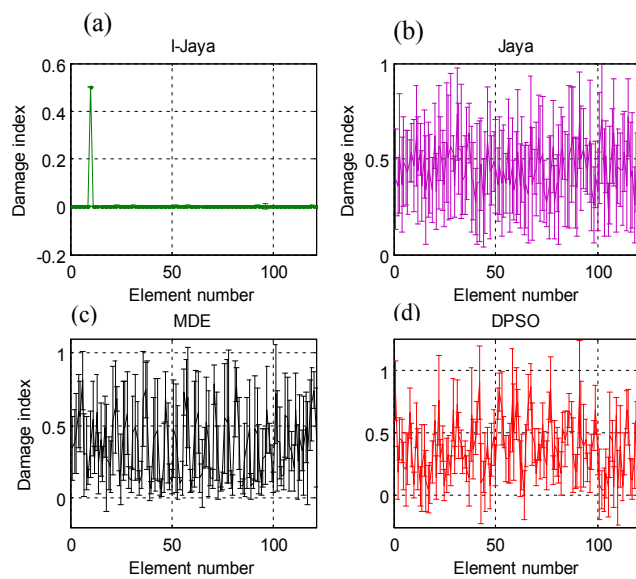 (a)
I-Jaya
0.6
0.4
0.2
0
-0.2
Damage index
0 50 100
Element number
(b)
Jaya
1
0.5
0
Damage index
0 50 100
Element number
(c)
MDE
1
0.5
0
Damage index
0 50 100
Element number
(d)
DPSO
1
0.5
0
Damage index
0 50 100
Element number